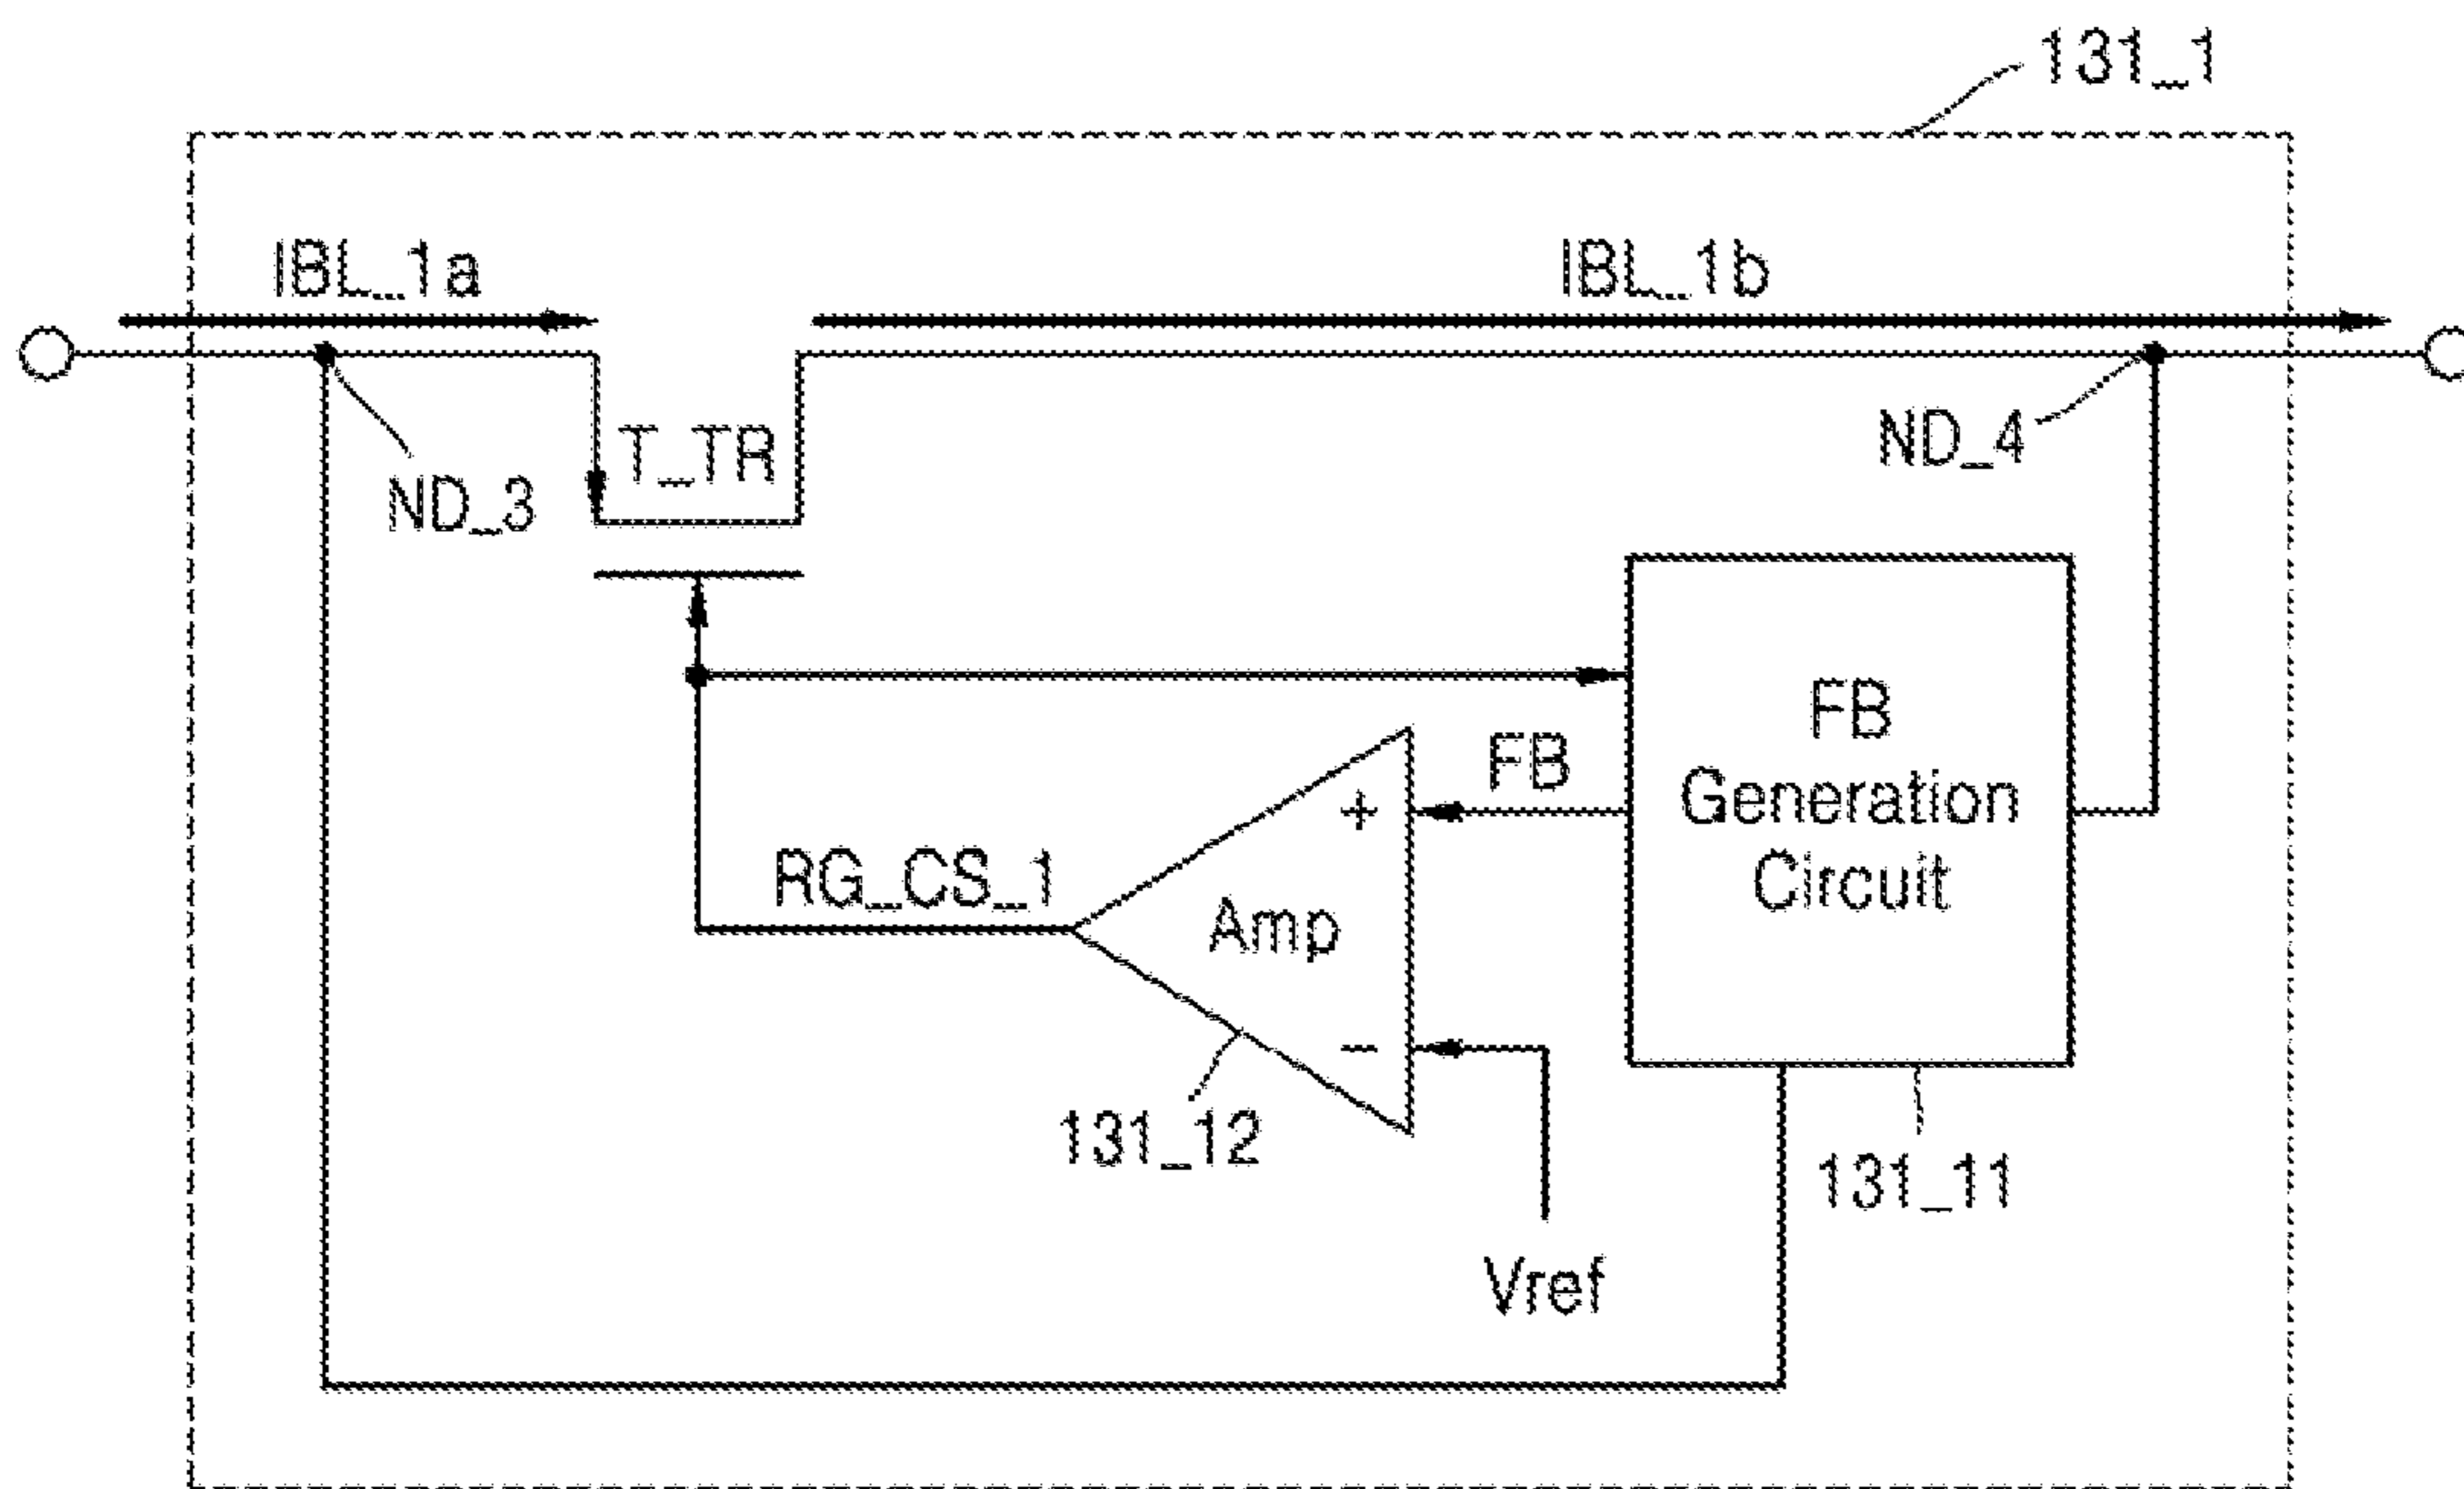 131_1
IBL_1a
IBL_1b
T_TR
ND_3
ND_4
FB
Generation
Circuit
FB
+
RG_CS_1
Amp
-
131_12
131_11
Vref